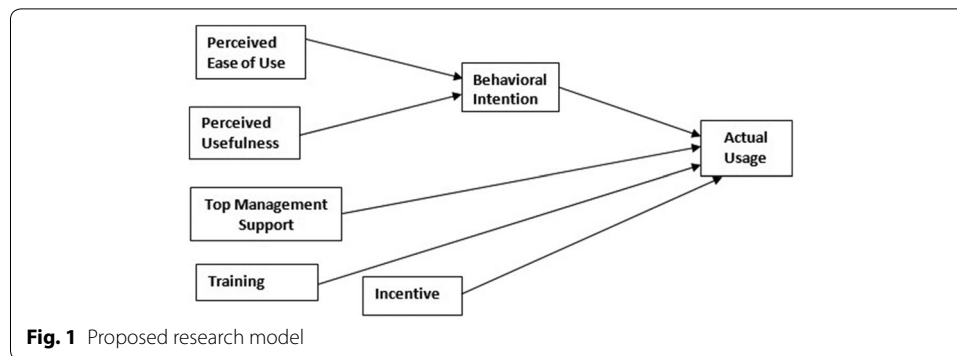 Perceived
Ease of Use
Behavioral
Intention
Perceived
Usefulness
Actual
Usage
Top Management
Support
Training
Incentive
Fig. 1 Proposed research model